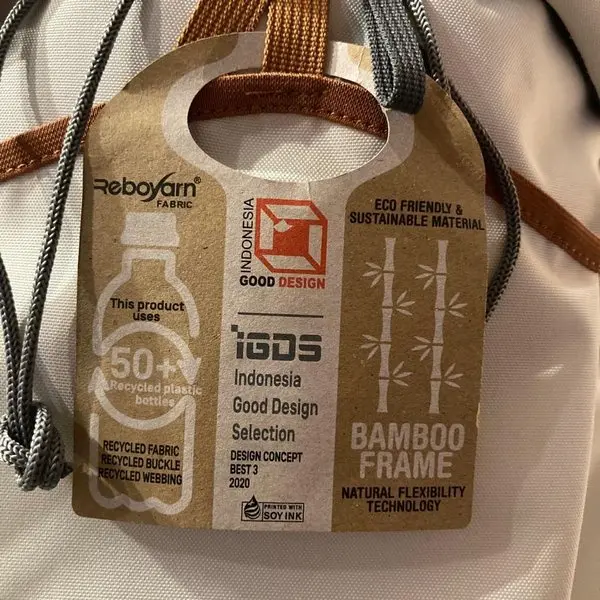 Reboyarn®
FABRIC
This product
uses
50+
Recycled plastic
bottles
RECYCLED FABRIC
RECYCLED BUCKLE
RECYCLED WEBBING
INDONESIA
GOOD DESIGN
IGDS
Indonesia
Good Design
Selection
DESIGN CONCEPT
BEST 3
2020
PRINTED WITH
SOY INK
ECO FRIENDLY &
SUSTAINABLE MATERIAL
BAMBOO
FRAME
NATURAL FLEXIBILITY
TECHNOLOGY